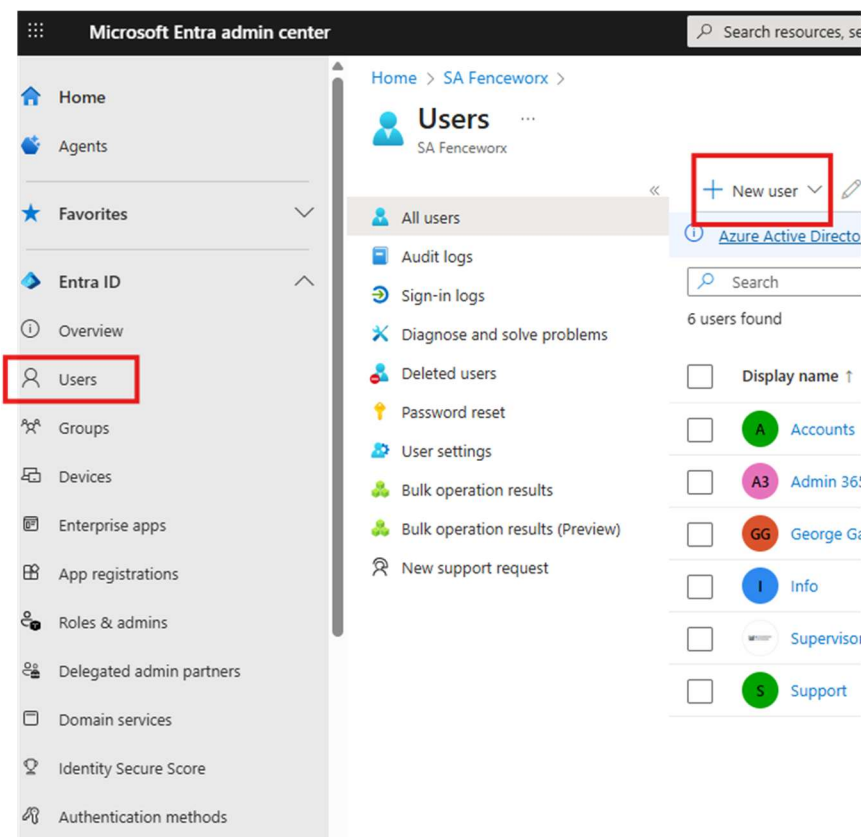 Microsoft Entra admin center
Search resources, se
Home
Agents
Favorites
Entra ID
Overview
Users
Groups
Devices
Enterprise apps
App registrations
Roles & admins
Delegated admin partners
Domain services
Identity Secure Score
Authentication methods
Home > SA Fenceworx >
Users ...
SA Fenceworx
«
All users
Audit logs
Sign-in logs
Diagnose and solve problems
Deleted users
Password reset
User settings
Bulk operation results
Bulk operation results (Preview)
New support request
+ New user
Azure Active Directo
Search
6 users found
Display name ↑
A Accounts
A3 Admin 365
GG George Ga
I Info
Supervisor
S Support